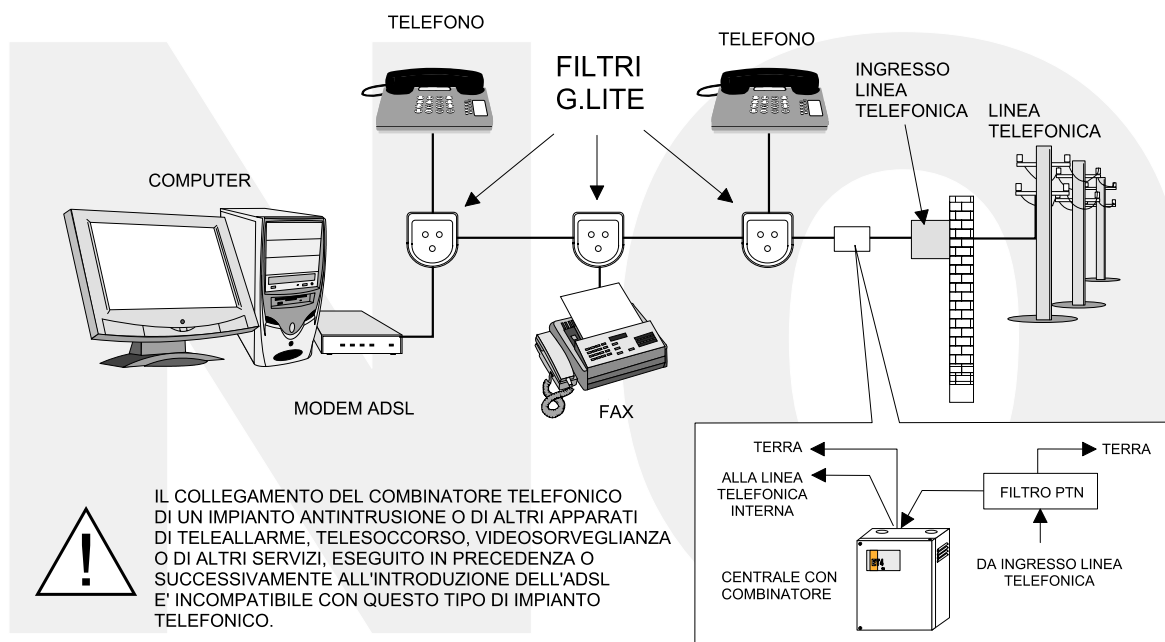 NO
TELEFONO
TELEFONO
FILTRI
G.LITE
INGRESSO
LINEA
TELEFONICA
LINEA
TELEFONICA
COMPUTER
MODEM ADSL
FAX
TERRA
TERRA
ALLA LINEA
TELEFONICA
INTERNA
FILTRO PTN
CENTRALE CON
COMBINATORE
DA INGRESSO LINEA
TELEFONICA
!
IL COLLEGAMENTO DEL COMBINATORE TELEFONICO
DI UN IMPIANTO ANTINTRUSIONE O DI ALTRI APPARATI
DI TELEALLARME, TELESOCCORSO, VIDEOSORVEGLIANZA
O DI ALTRI SERVIZI, ESEGUITO IN PRECEDENZA O
SUCCESSIVAMENTE ALL'INTRODUZIONE DELL'ADSL
E' INCOMPATIBILE CON QUESTO TIPO DI IMPIANTO
TELEFONICO.